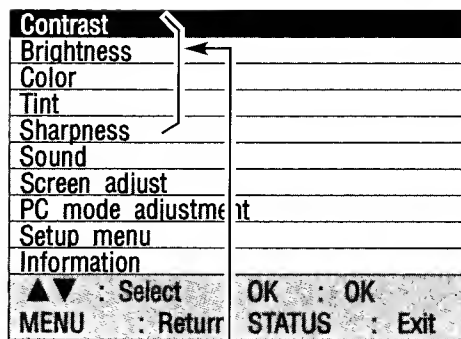 Contrast
Brightness
Color
Tint
Sharpness
Sound
Screen adjust
PC mode adjustment
Setup menu
Information
▲▼ : Select OK : OK
MENU : Return STATUS : Exit